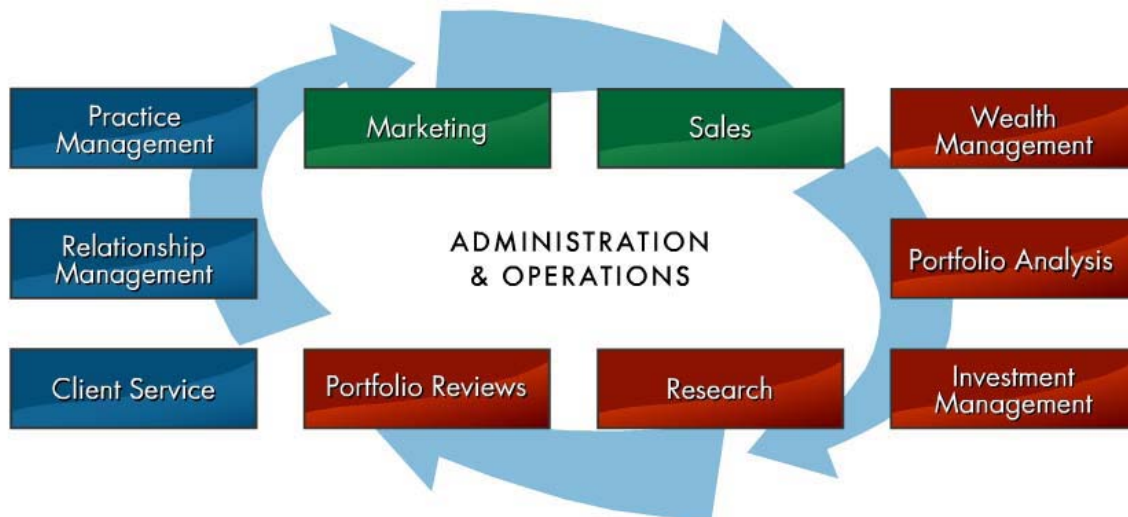 Practice
Management
Marketing
Sales
Wealth
Management
Relationship
Management
ADMINISTRATION
& OPERATIONS
Portfolio Analysis
Client Service
Portfolio Reviews
Research
Investment
Management